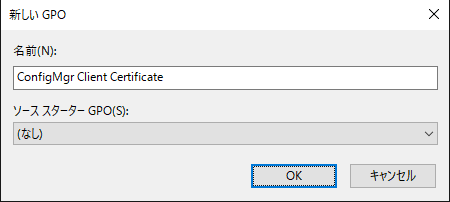 新しい GPO
名前(N):
ConfigMgr Client Certificate
ソース スターター GPO(S):
(なし)
OK
キャンセル